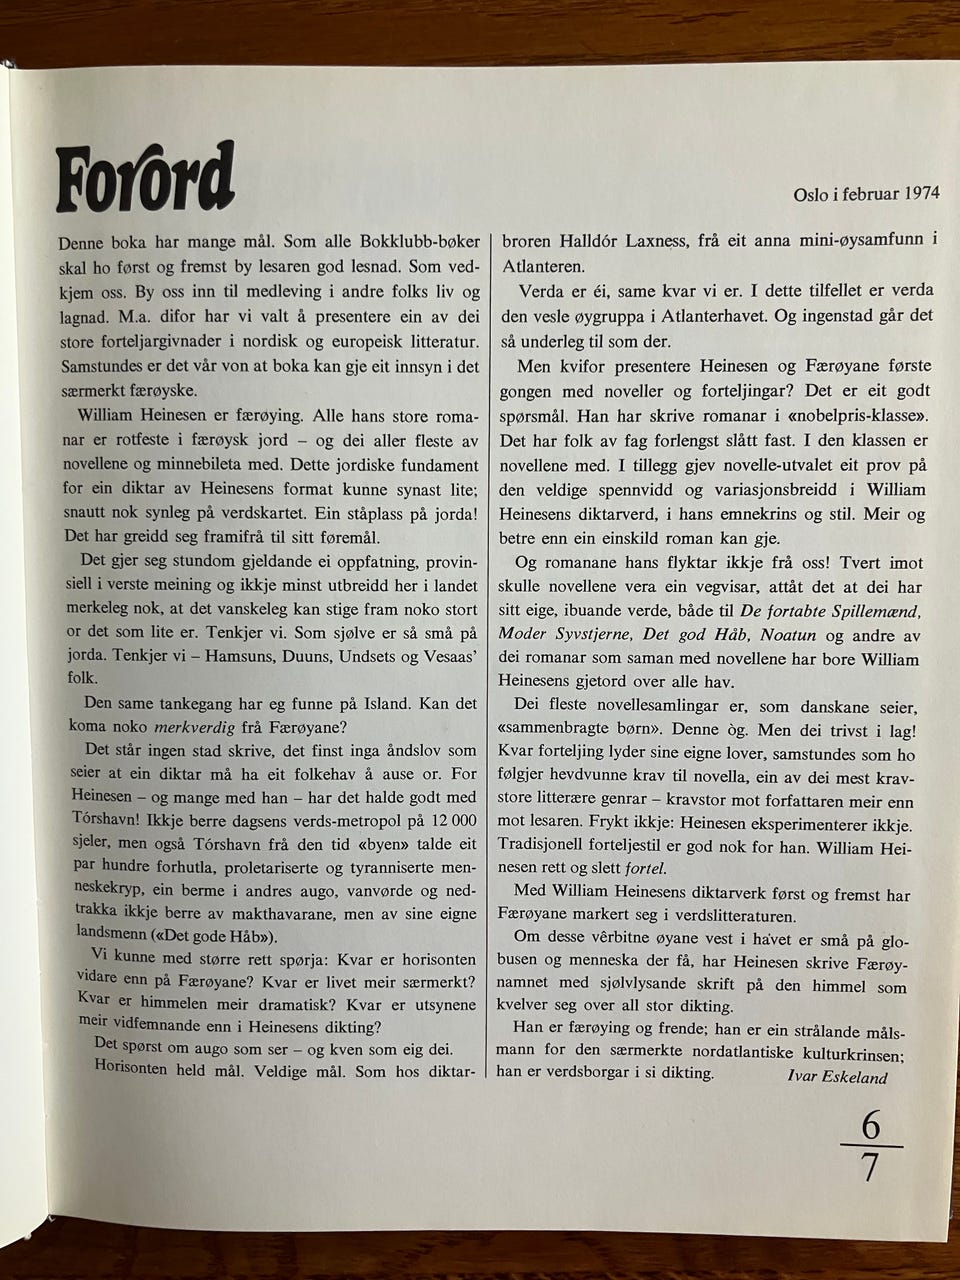 Forord
Oslo i februar 1974
Denne boka har mange mål. Som alle Bokklubb-bøker
skal ho først og fremst by lesaren god lesnad. Som ved-
kjem oss. By oss inn til medleving i andre folks liv og
lagnad. M.a. difor har vi valt å presentere ein av dei
store forteljargivnader i nordisk og europeisk litteratur.
Samstundes er det vår von at boka kan gje eit innsyn i det
særmerkt færøyske.
William Heinesen er færøying. Alle hans store roma-
nar er rotfeste i færøysk jord – og dei aller fleste av
novellene og minnebileta med. Dette jordiske fundament
for ein diktar av Heinesens format kunne synast lite;
snautt nok synleg på verdskartet. Ein ståplass på jorda!
Det har greidd seg framifrå til sitt føremål.
Det gjer seg stundom gjeldande ei oppfatning, provin-
siell i verste meining og ikkje minst utbreidd her i landet
merkeleg nok, at det vanskeleg kan stige fram noko stort
or det som lite er. Tenkjer vi. Som sjølve er så små på
jorda. Tenkjer vi – Hamsuns, Duuns, Undsets og Vesaas’
folk.
Den same tankegang har eg funne på Island. Kan det
koma noko merkverdig frå Færøyane?
Det står ingen stad skrive, det finst inga åndslov som
seier at ein diktar må ha eit folkehav å ause or. For
Heinesen – og mange med han – har det halde godt med
Tórshavn! Ikkje berre dagsens verds-metropol på 12 000
sjeler, men også Tórshavn frå den tid «byen» talde eit
par hundre forhutla, proletariserte og tyranniserte men-
neskekryp, ein berme i andres augo, vanvørde og ned-
trakka ikkje berre av makthavarane, men av sine eigne
landsmenn («Det gode Håb»).
Vi kunne med større rett spørja: Kvar er horisonten
vidare enn på Færøyane? Kvar er livet meir særmerkt?
Kvar er himmelen meir dramatisk? Kvar er utsynene
meir vidfemnande enn i Heinesens dikting?
Det spørst om augo som ser – og kven som eig dei.
Horisonten held mål. Veldige mål. Som hos diktar-
broren Halldór Laxness, frå eit anna mini-øysamfunn i
Atlanteren.
Verda er éi, same kvar vi er. I dette tilfellet er verda
den vesle øygruppa i Atlanterhavet. Og ingenstad går det
så underleg til som der.
Men kvifor presentere Heinesen og Færøyane første
gongen med noveller og forteljingar? Det er eit godt
spørsmål. Han har skrive romanar i «nobelpris-klasse».
Det har folk av fag forlengst slått fast. I den klassen er
novellene med. I tillegg gjev novelle-utvalet eit prov på
den veldige spennvidd og variasjonsbreidd i William
Heinesens diktarverd, i hans emnekrins og stil. Meir og
betre enn ein einskild roman kan gje.
Og romanane hans flyktar ikkje frå oss! Tvert imot
skulle novellene vera ein vegvisar, attåt det at dei har
sitt eige, ibuande verde, både til De fortabte Spillemænd,
Moder Syvstjerne, Det god Håb, Noatun og andre av
dei romanar som saman med novellene har bore William
Heinesens gjetord over alle hav.
Dei fleste novellesamlingar er, som danskane seier,
«sammenbragte børn». Denne òg. Men dei trivst i lag!
Kvar forteljing lyder sine eigne lover, samstundes som ho
følgjer hevdvunne krav til novella, ein av dei mest krav-
store litterære genrar – kravstor mot forfattaren meir enn
mot lesaren. Frykt ikkje: Heinesen eksperimenterer ikkje.
Tradisjonell forteljestil er god nok for han. William Hei-
nesen rett og slett fortel.
Med William Heinesens diktarverk først og fremst har
Færøyane markert seg i verdslitteraturen.
Om desse vêrbitne øyane vest i havet er små på glo-
busen og menneska der få, har Heinesen skrive Færøy-
namnet med sjølvlysande skrift på den himmel som
kvelver seg over all stor dikting.
Han er færøying og frende; han er ein strålande måls-
mann for den særmerkte nordatlantiske kulturkrinsen;
han er verdsborgar i si dikting. Ivar Eskeland
6
7